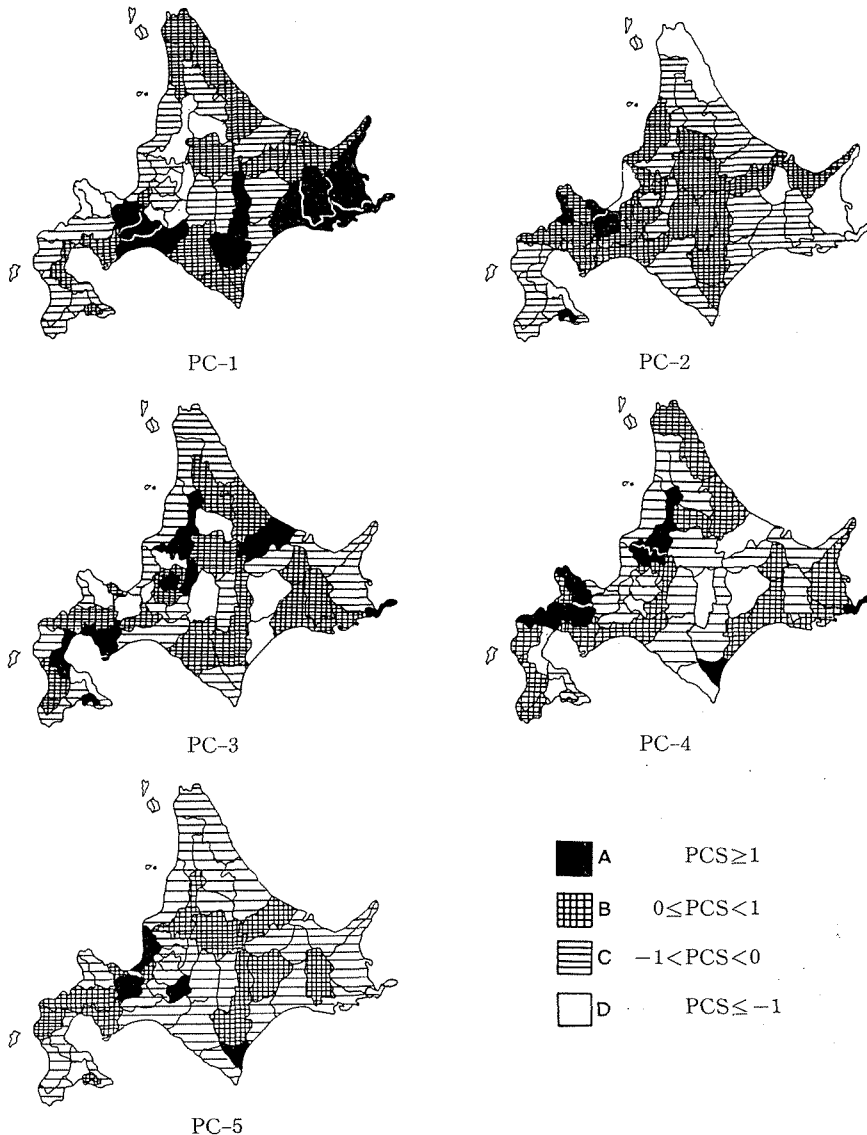 PC-1
PC-2
PC-3
PC-4
PC-5
A PCS≥1
B 0≤PCS<1
C −1<PCS<0
D PCS≤−1